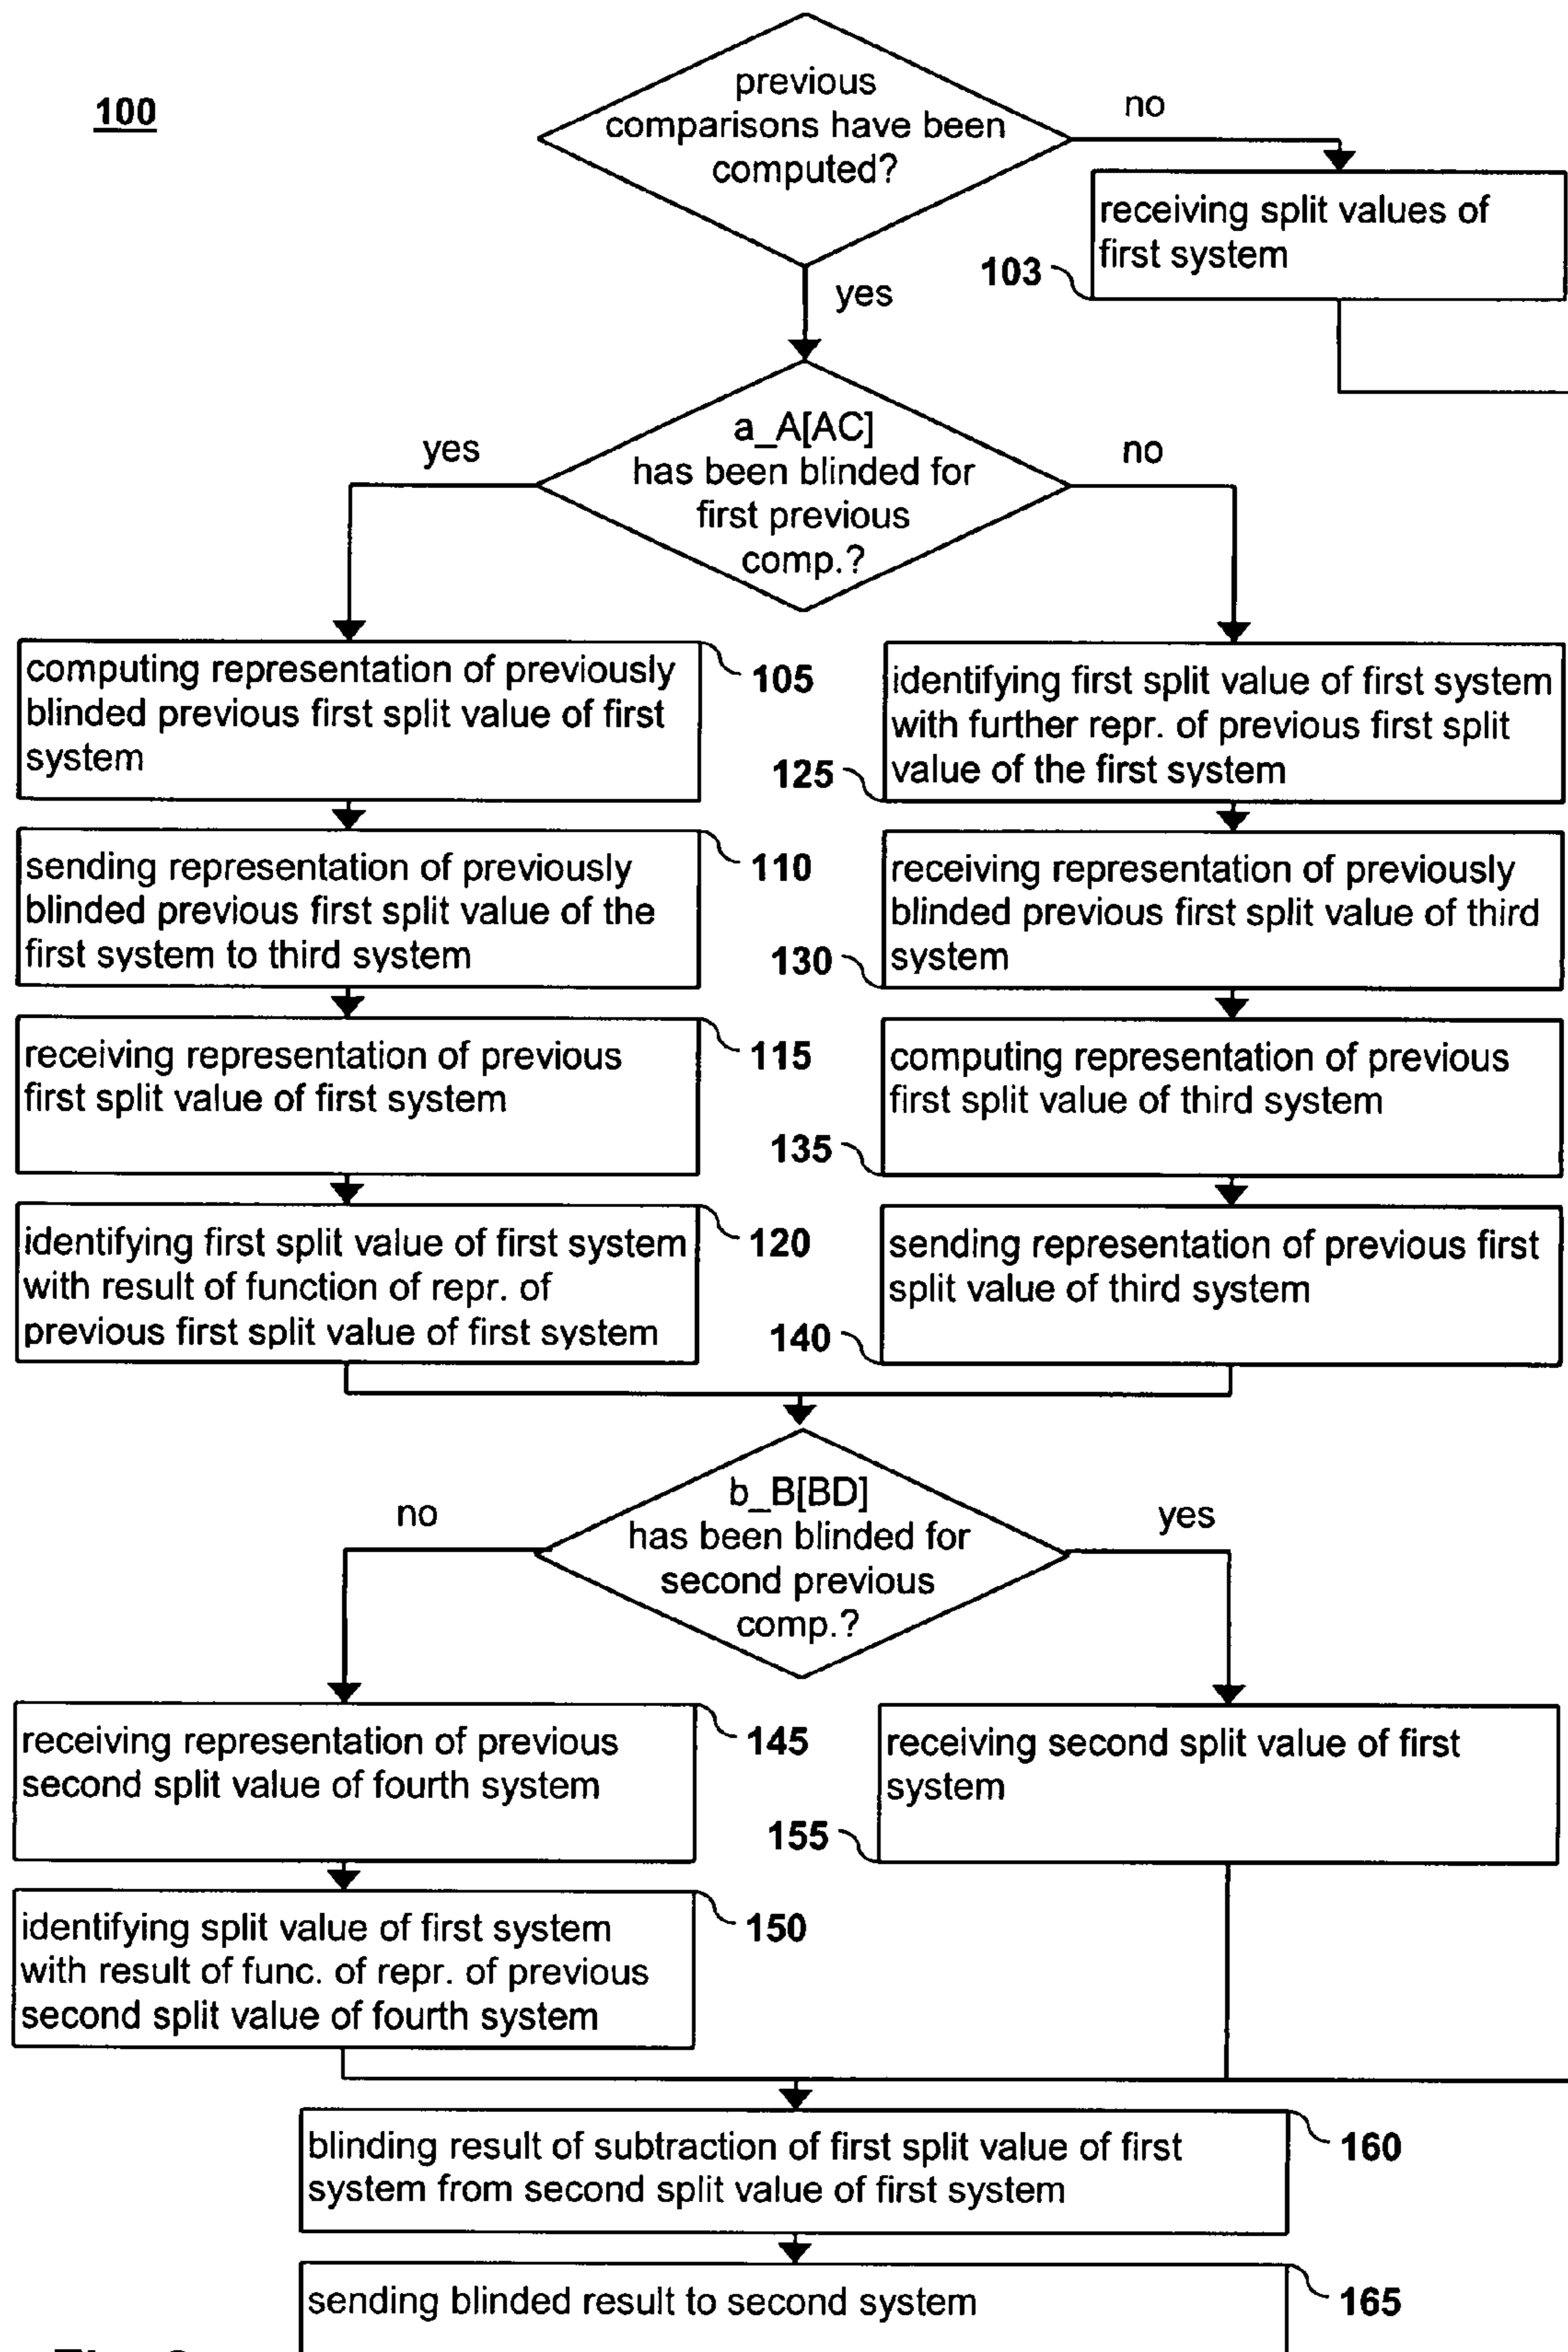 100
previous
comparisons have been
computed?
no
yes
receiving split values of
first system
103
a_A[AC]
has been blinded for
first previous
comp.?
yes
no
computing representation of previously
blinded previous first split value of first
system
105
identifying first split value of first system
with further repr. of previous first split
value of the first system
125
sending representation of previously
blinded previous first split value of the
first system to third system
110
receiving representation of previously
blinded previous first split value of third
system
130
receiving representation of previous
first split value of first system
115
computing representation of previous
first split value of third system
135
identifying first split value of first system
with result of function of repr. of
previous first split value of first system
120
sending representation of previous first
split value of third system
140
b_B[BD]
has been blinded for
second previous
comp.?
no
yes
receiving representation of previous
second split value of fourth system
145
receiving second split value of first
system
155
identifying split value of first system
with result of func. of repr. of previous
second split value of fourth system
150
blinding result of subtraction of first split value of first
system from second split value of first system
160
sending blinded result to second system
165